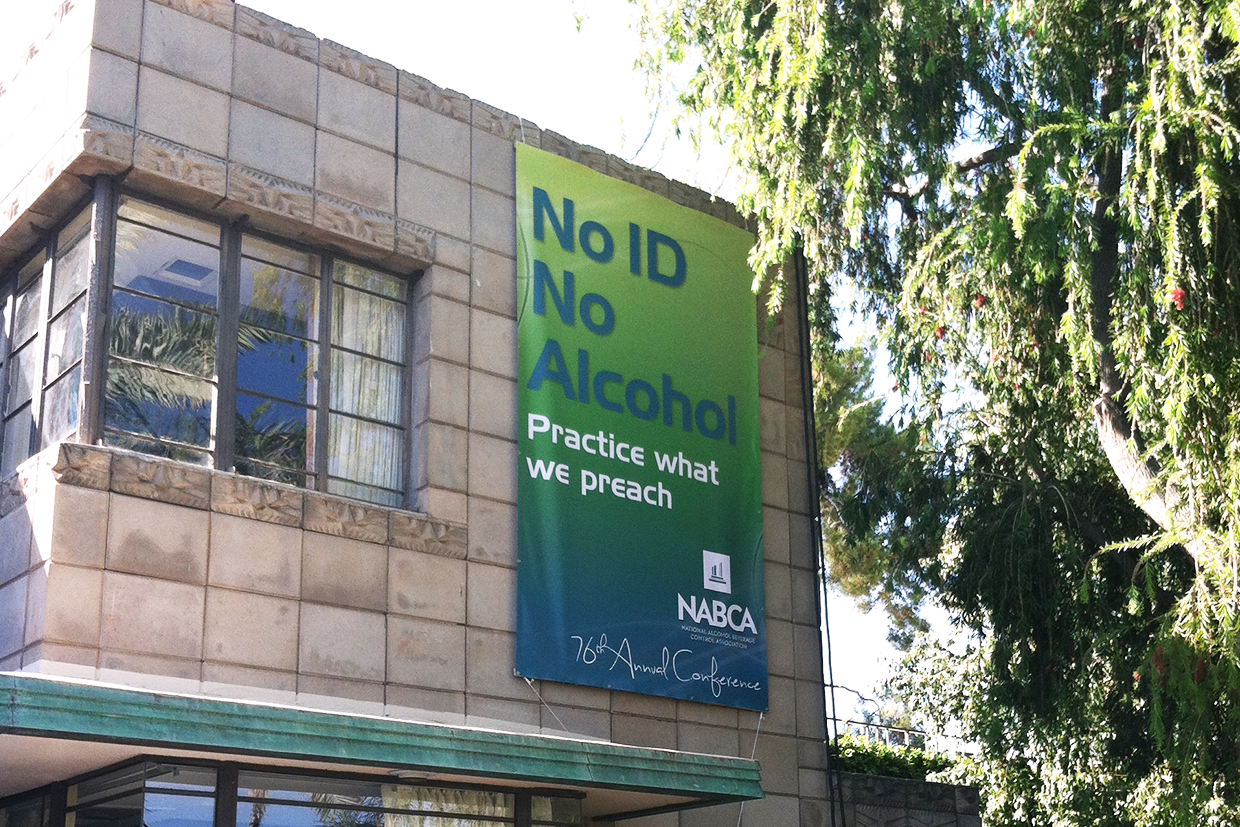 No ID
No
Alcohol
Practice what
we preach
NABCA
NATIONAL ALCOHOL BEVERAGE
CONTROL ASSOCIATION
76th Annual Conference